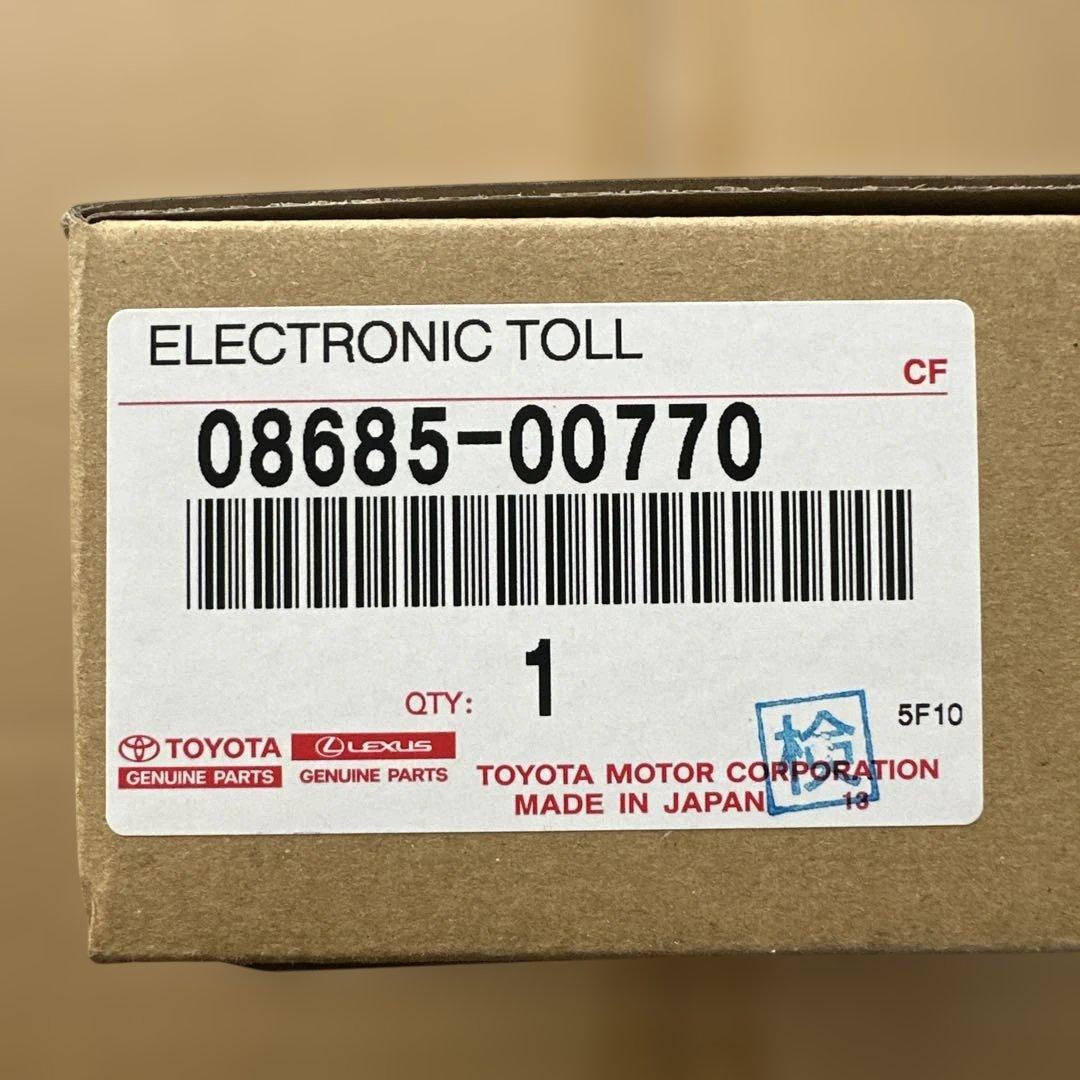 ELECTRONIC TOLL
CF
08685-00770
1
QTY:
5F10
検
TOYOTA
GENUINE PARTS
LEXUS
GENUINE PARTS
TOYOTA MOTOR CORPORATION
MADE IN JAPAN 13